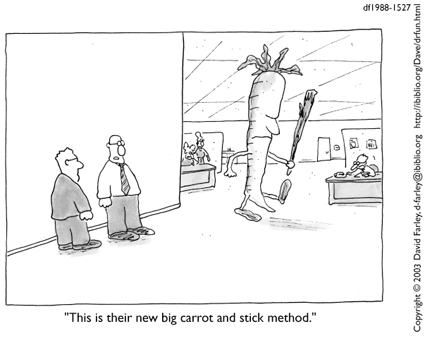 df1988-1527
"This is their new big carrot and stick method."
Copyright © 2003 David Farley, d-farley@ibiblio.org http://ibiblio.org/Dave/drfun.html